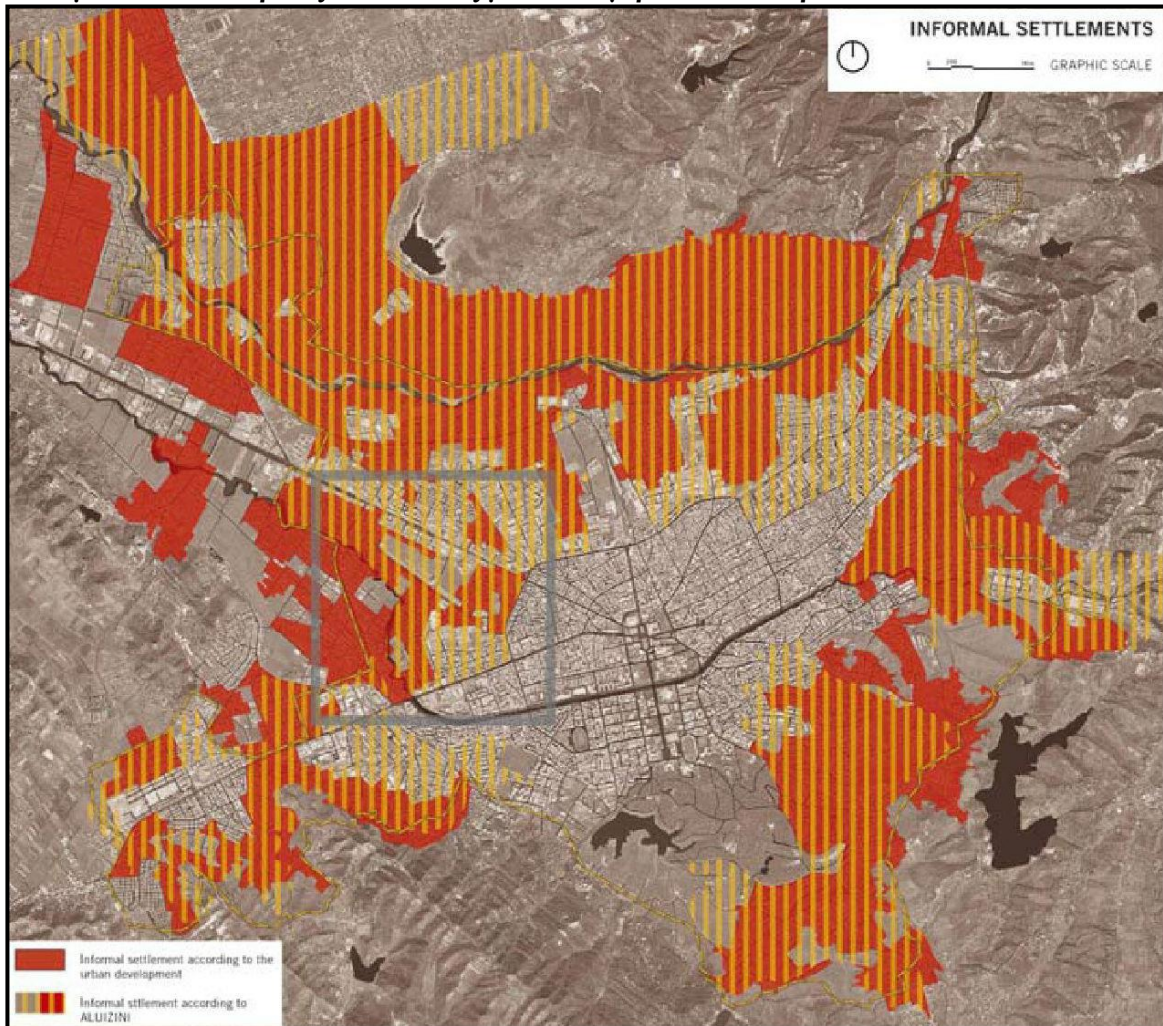 INFORMAL SETTLEMENTS
GRAPHIC SCALE
Informal settlement according to the
urban development
Informal sttlement according to
ALUIZINI